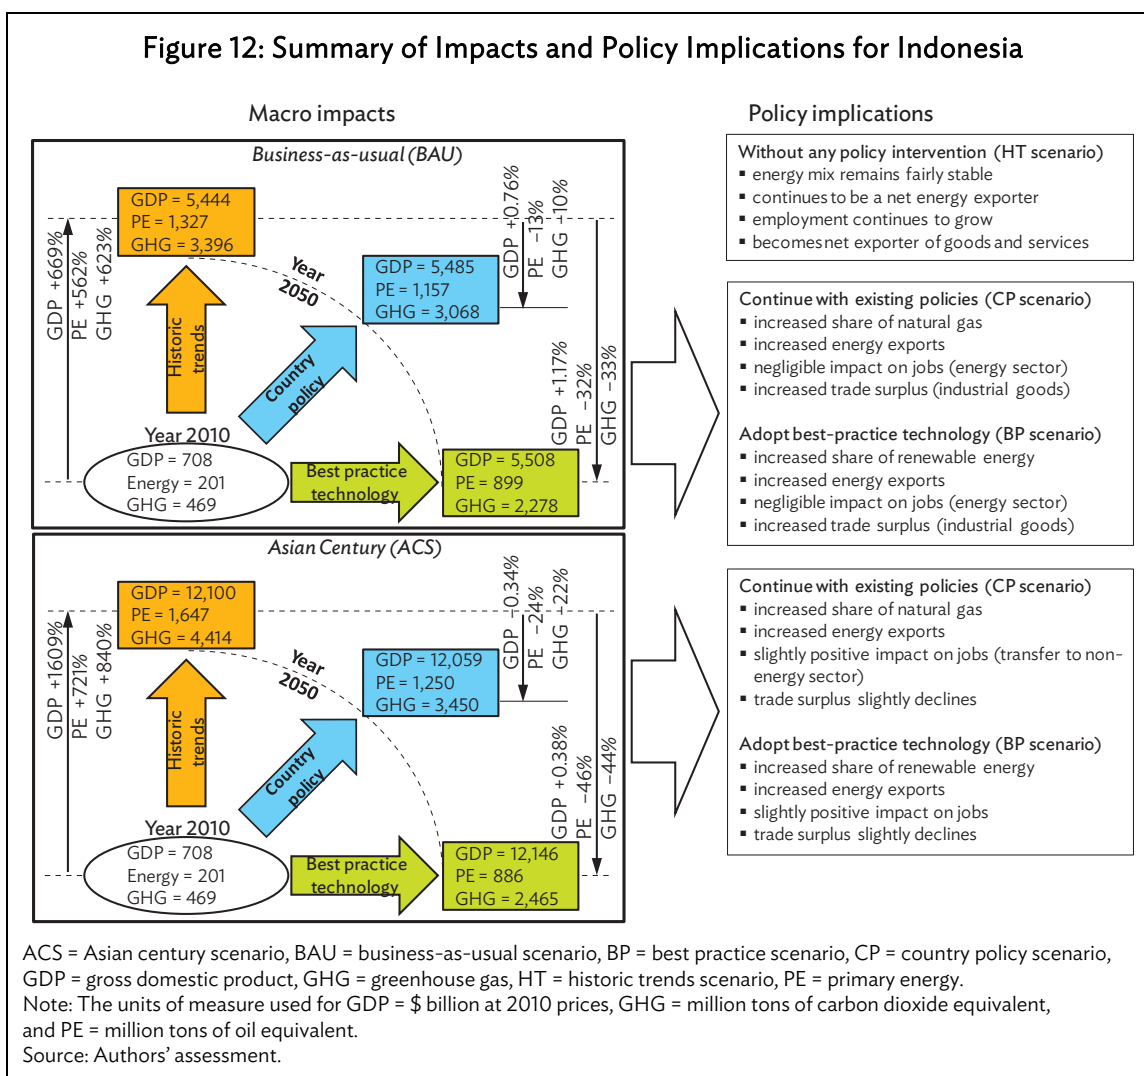 Figure 12: Summary of Impacts and Policy Implications for Indonesia
Macro impacts
Business-as-usual (BAU)
GDP = 5,444
PE = 1,327
GHG = 3,396
GDP +669%
PE +562%
GHG +623%
Historic
trends
Year
2050
Country
policy
GDP = 5,485
PE = 1,157
GHG = 3,068
GDP +0.76%
PE –13%
GHG –10%
GDP +1.17%
PE –32%
GHG –33%
Year 2010
GDP = 708
Energy = 201
GHG = 469
Best practice
technology
GDP = 5,508
PE = 899
GHG = 2,278
Asian Century (ACS)
GDP = 12,100
PE = 1,647
GHG = 4,414
GDP +1609%
PE +721%
GHG +840%
Historic
trends
Year
2050
Country
policy
GDP = 12,059
PE = 1,250
GHG = 3,450
GDP –0.34%
PE –24%
GHG –22%
GDP +0.38%
PE –46%
GHG –44%
Year 2010
GDP = 708
Energy = 201
GHG = 469
Best practice
technology
GDP = 12,146
PE = 886
GHG = 2,465
Policy implications
Without any policy intervention (HT scenario)
▪ energy mix remains fairly stable
▪ continues to be a net energy exporter
▪ employment continues to grow
▪ becomes net exporter of goods and services
Continue with existing policies (CP scenario)
▪ increased share of natural gas
▪ increased energy exports
▪ negligible impact on jobs (energy sector)
▪ increased trade surplus (industrial goods)
Adopt best-practice technology (BP scenario)
▪ increased share of renewable energy
▪ increased energy exports
▪ negligible impact on jobs (energy sector)
▪ increased trade surplus (industrial goods)
Continue with existing policies (CP scenario)
▪ increased share of natural gas
▪ increased energy exports
▪ slightly positive impact on jobs (transfer to non-
energy sector)
▪ trade surplus slightly declines
Adopt best-practice technology (BP scenario)
▪ increased share of renewable energy
▪ increased energy exports
▪ slightly positive impact on jobs
▪ trade surplus slightly declines
ACS = Asian century scenario, BAU = business-as-usual scenario, BP = best practice scenario, CP = country policy scenario,
GDP = gross domestic product, GHG = greenhouse gas, HT = historic trends scenario, PE = primary energy.
Note: The units of measure used for GDP = $ billion at 2010 prices, GHG = million tons of carbon dioxide equivalent,
and PE = million tons of oil equivalent.
Source: Authors' assessment.